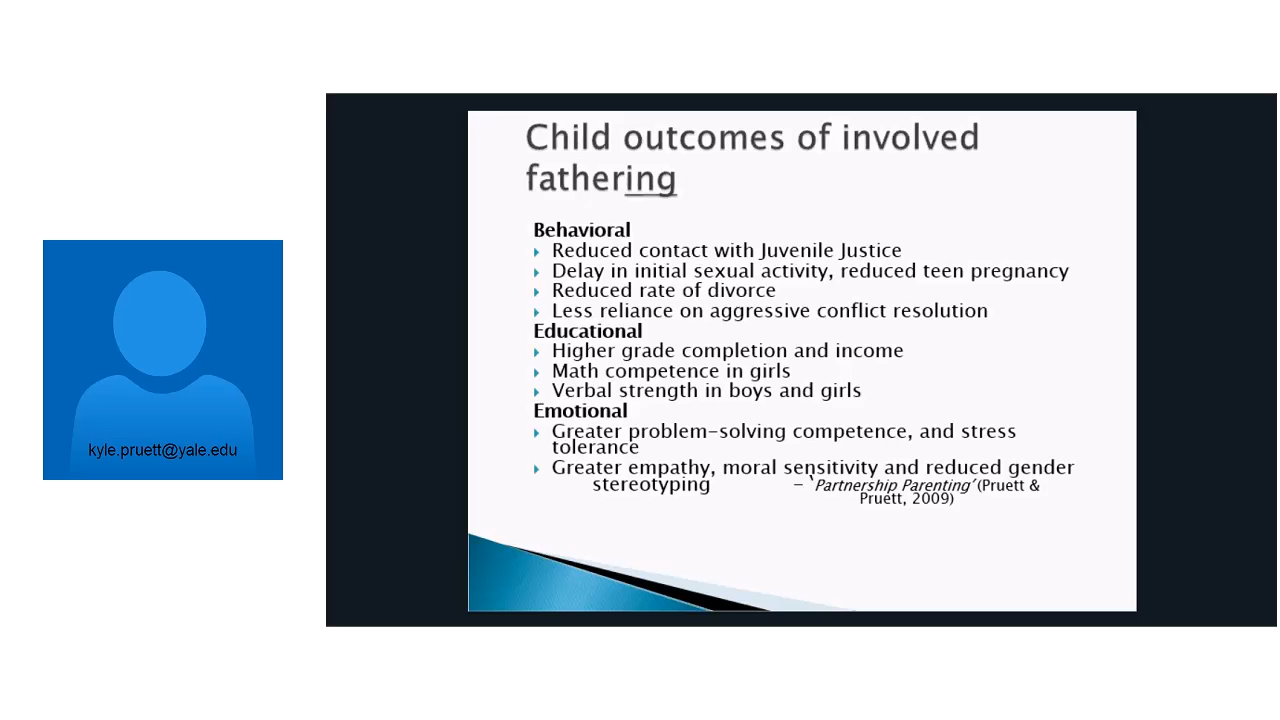 Child outcomes of involved
fathering
Behavioral
Reduced contact with Juvenile Justice
Delay in initial sexual activity, reduced teen pregnancy
Reduced rate of divorce
Less reliance on aggressive conflict resolution
Educational
Higher grade completion and income
Math competence in girls
Verbal strength in boys and girls
Emotional
Greater problem-solving competence, and stress
tolerance
Greater empathy, moral sensitivity and reduced gender
stereotyping – ‵Partnership Parenting′ (Pruett &
Pruett, 2009)
kyle.pruett@yale.edu